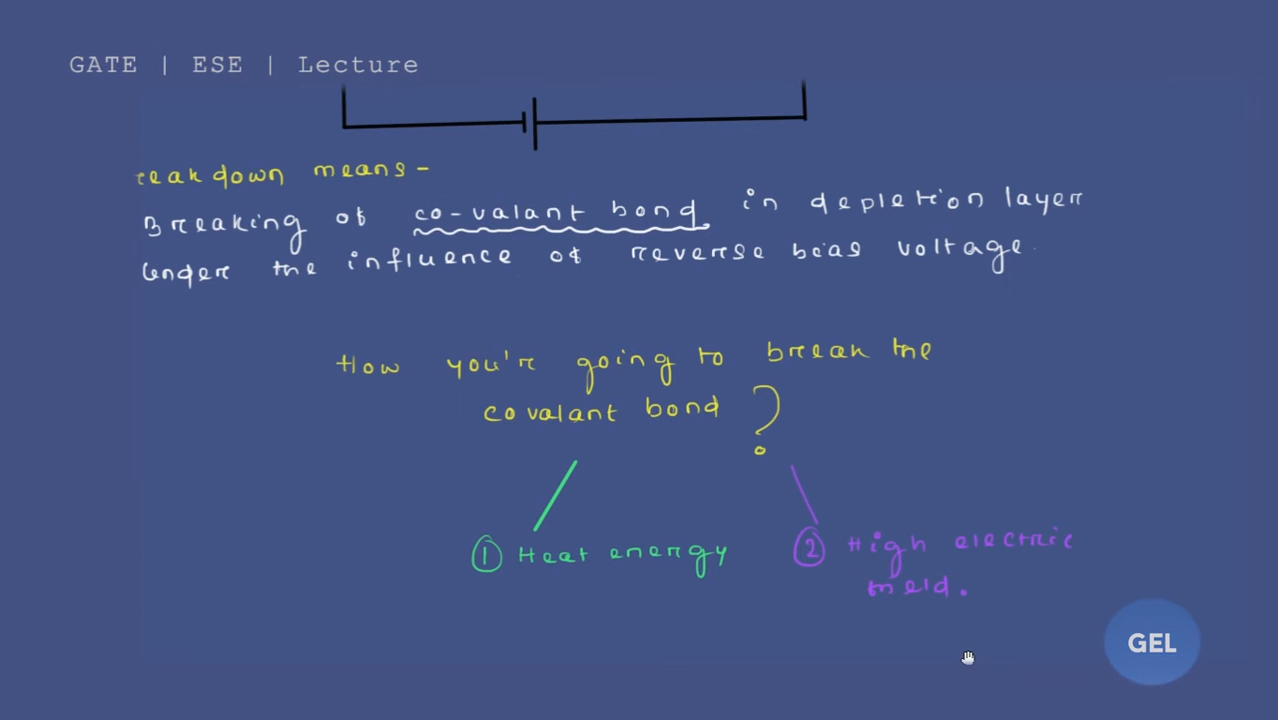 GATE | ESE | Lecture
reakdown means-
Breaking of co-valant bond in depletion layer
under the influence of reverse bias voltage.
How you're going to break the
covalant bond ?
① Heat energy
② High electric
field.
GEL